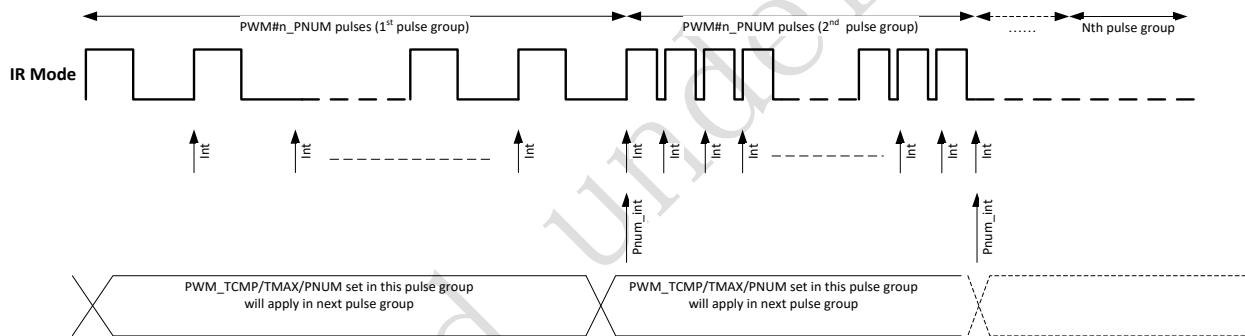 PWM#n_PNUM pulses (1st pulse group)
PWM#n_PNUM pulses (2nd pulse group)
......
Nth pulse group
IR Mode
Int
Int
Int
Int
Int
Int
Int
Int
Int
Int
Pnum_int
Pnum_int
PWM_TCMP/TMAX/PNUM set in this pulse group
will apply in next pulse group
PWM_TCMP/TMAX/PNUM set in this pulse group
will apply in next pulse group